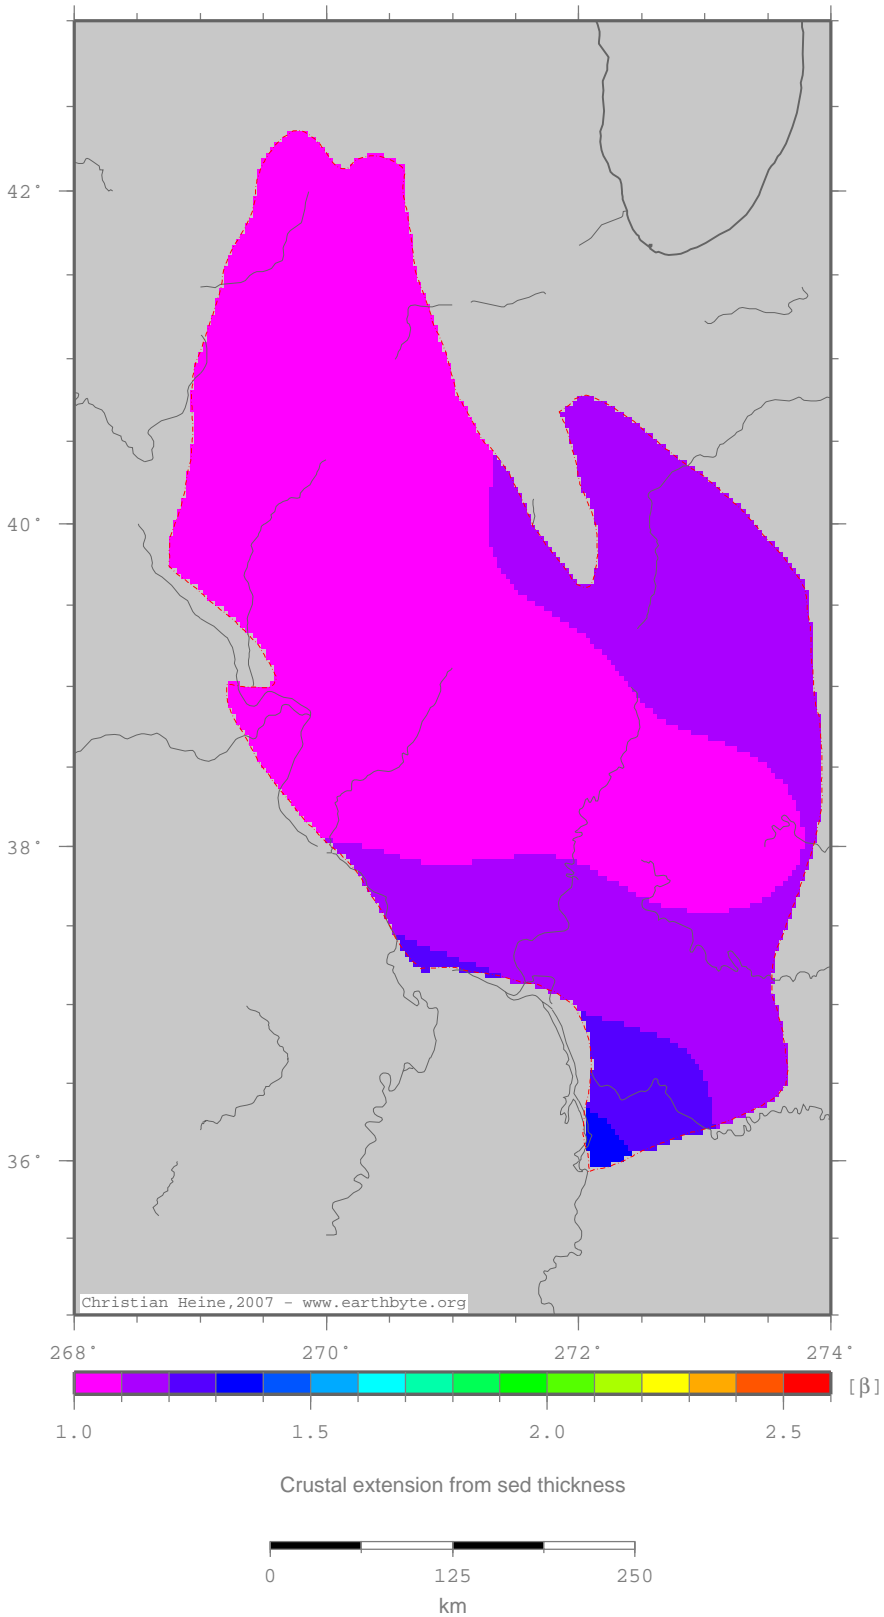 42°
40°
38°
36°
Christian Heine,2007 - www.earthbyte.org
268° 270° 272° 274°
[β]
1.0 1.5 2.0 2.5
Crustal extension from sed thickness
0 125 250
km